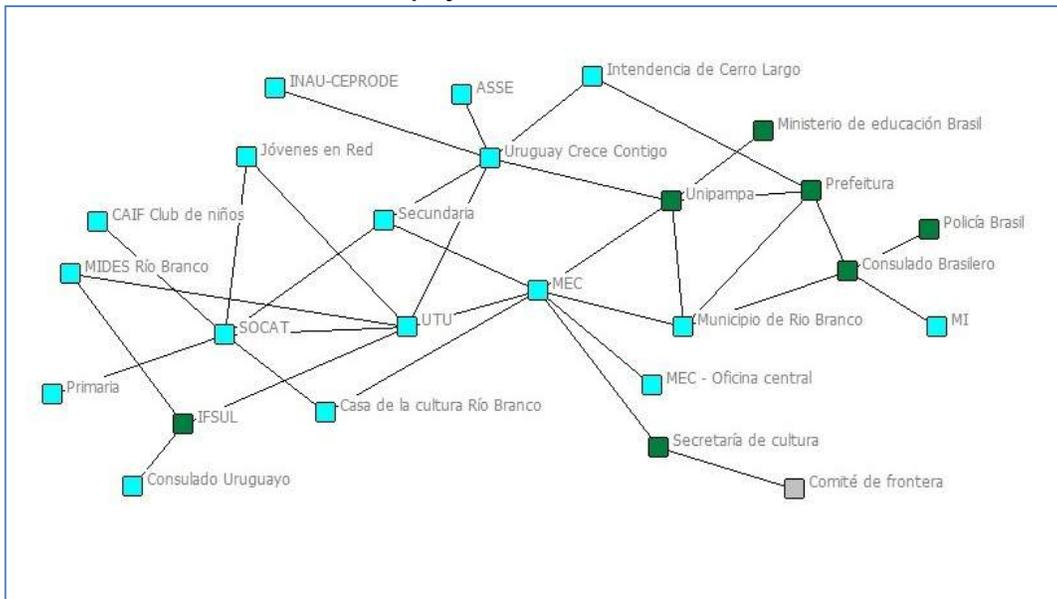 INAU-CEPRODE
ASSE
Intendencia de Cerro Largo
Ministerio de educación Brasil
Jóvenes en Red
Uruguay Crece Contigo
Unipampa
Prefeitura
CAIF Club de niños
Secundaria
Policía Brasil
MIDES Río Branco
Consulado Brasilero
MEC
SOCAT
UTU
Municipio de Rio Branco
MI
Primaria
MEC - Oficina central
IFSUL
Casa de la cultura Río Branco
Secretaría de cultura
Consulado Uruguayo
Comité de frontera